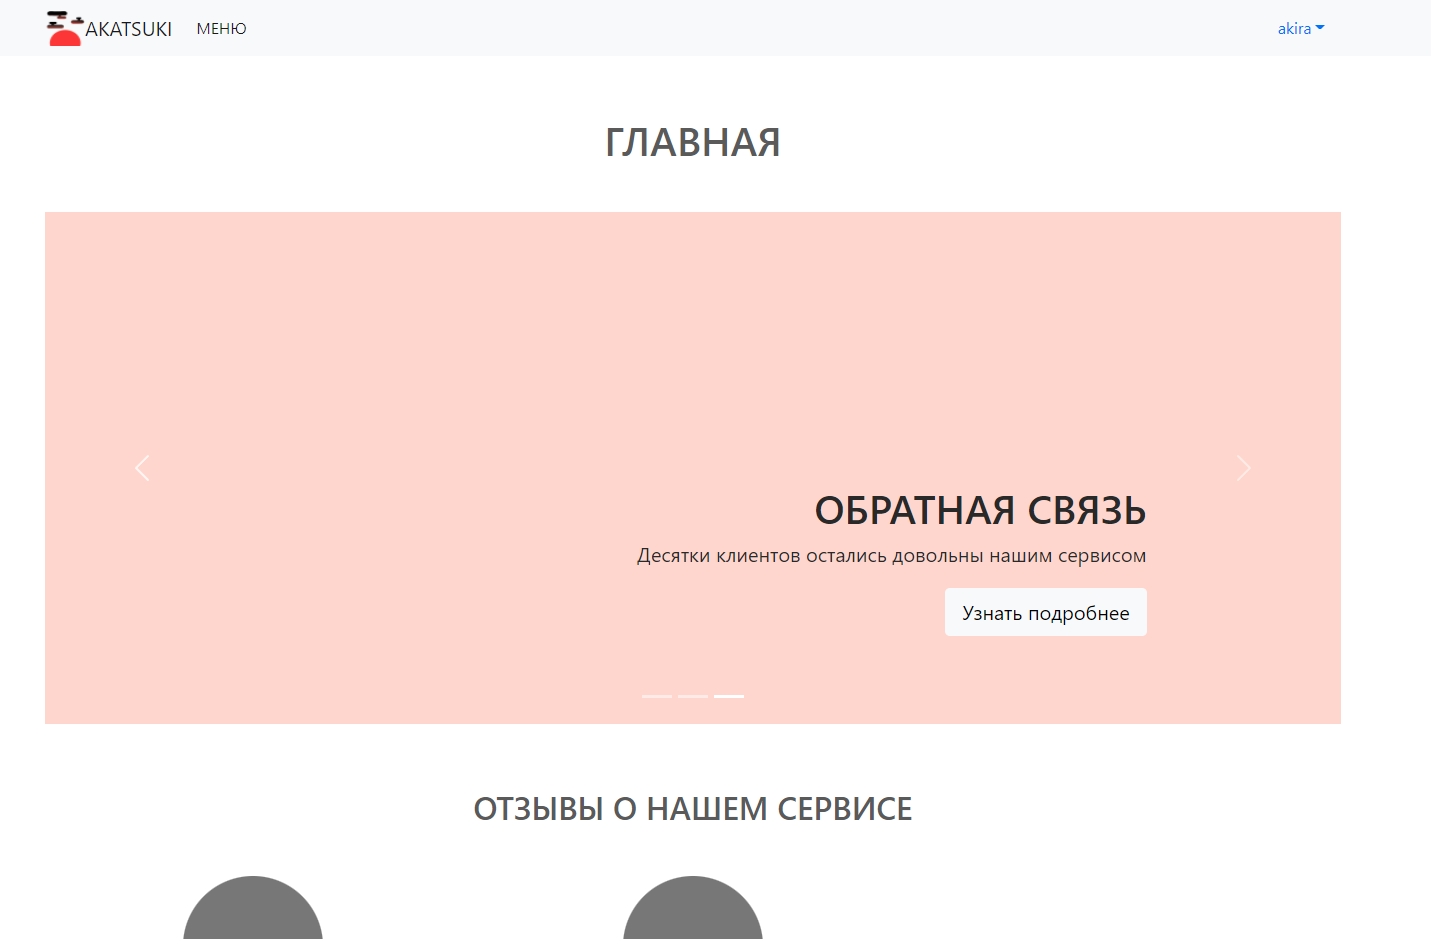 AKATSUKI МЕНЮ akira
ГЛАВНАЯ
ОБРАТНАЯ СВЯЗЬ
Десятки клиентов остались довольны нашим сервисом
Узнать подробнее
ОТЗЫВЫ О НАШЕМ СЕРВИСЕ